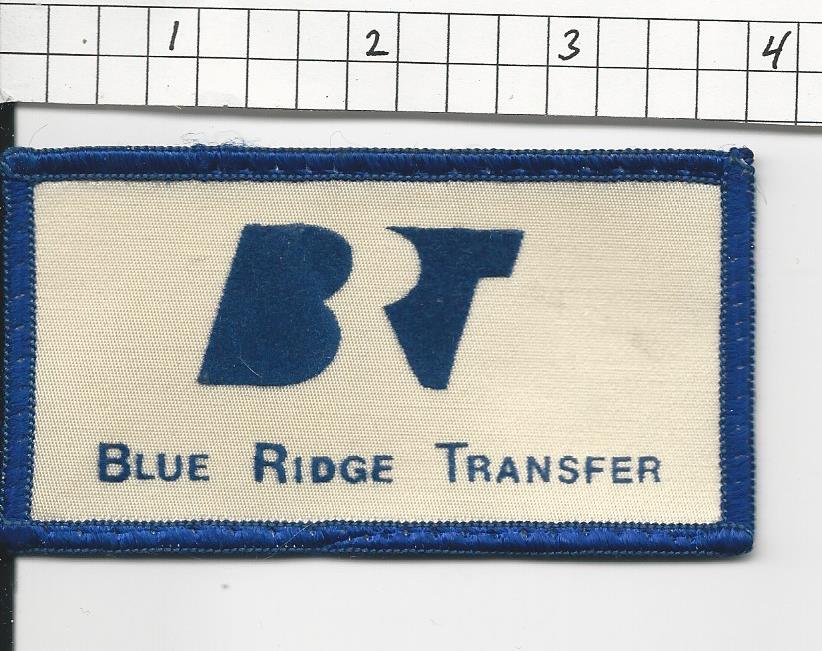 1 2 3 4
BRT
BLUE RIDGE TRANSFER